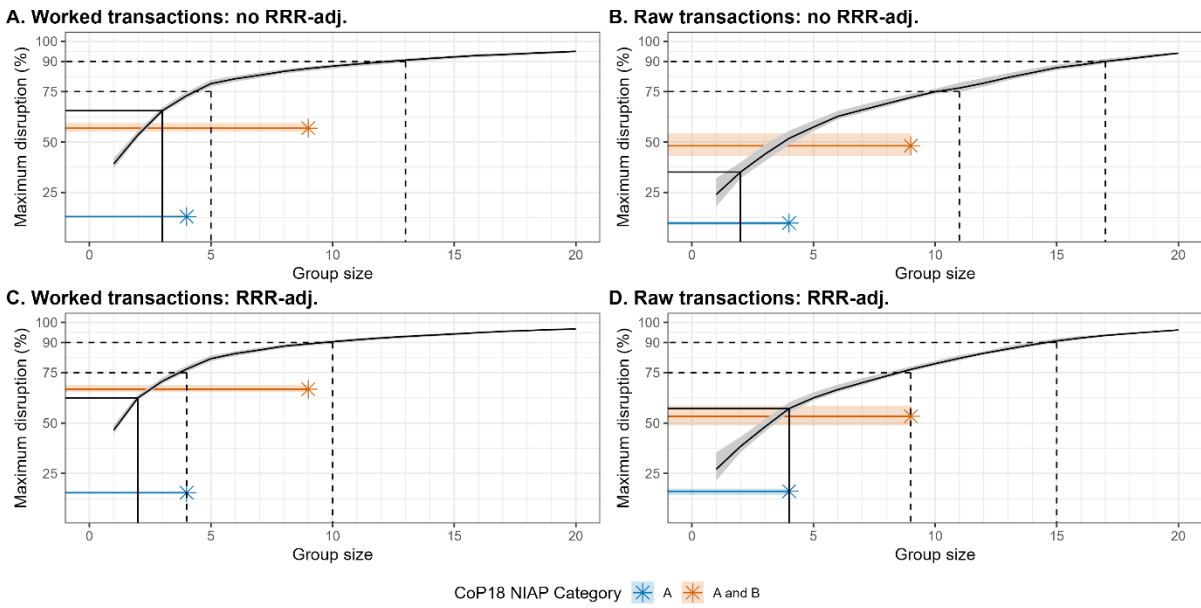 A. Worked transactions: no RRR-adj.
Maximum disruption (%)
100
90
75
50
25
0 5 10 15 20
Group size
B. Raw transactions: no RRR-adj.
Maximum disruption (%)
100
90
75
50
25
0 5 10 15 20
Group size
C. Worked transactions: RRR-adj.
Maximum disruption (%)
100
90
75
50
25
0 5 10 15 20
Group size
D. Raw transactions: RRR-adj.
Maximum disruption (%)
100
90
75
50
25
0 5 10 15 20
Group size
CoP18 NIAP Category A A and B